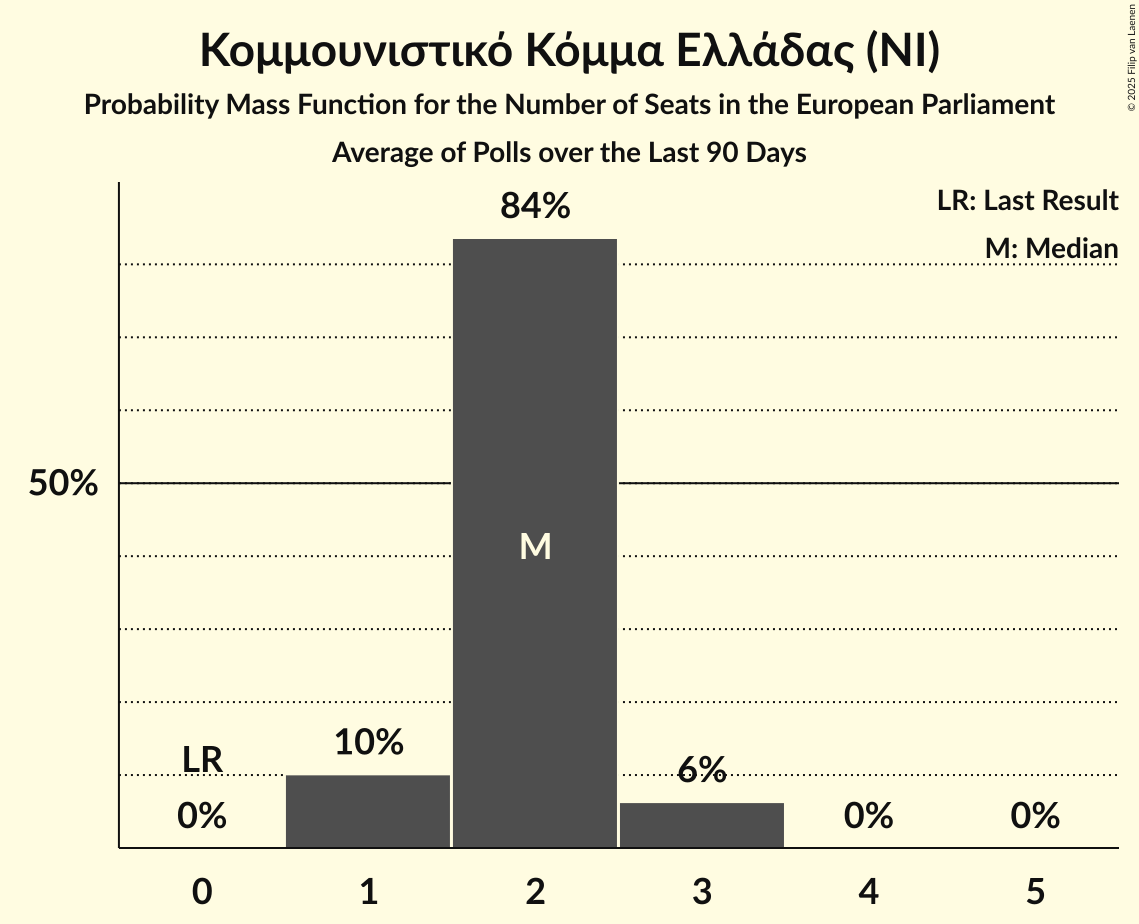 Κομμουνιστικό Κόμμα Ελλάδας (NI)
Probability Mass Function for the Number of Seats in the European Parliament
Average of Polls over the Last 90 Days
© 2025 Filip van Laenen
LR: Last Result
M: Median
84%
50%
M
LR
10%
6%
0%
0%
0%
0
1
2
3
4
5